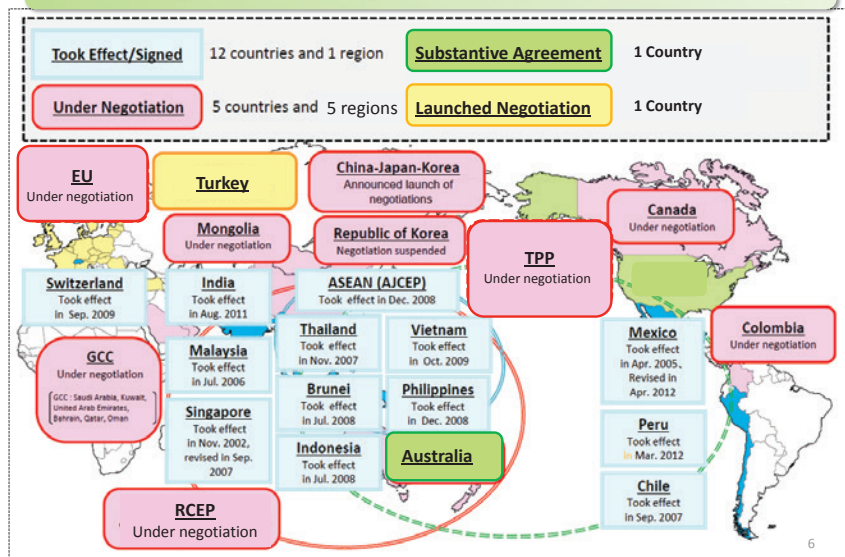 Took Effect/Signed 12 countries and 1 region
Substantive Agreement 1 Country
Under Negotiation 5 countries and 5 regions
Launched Negotiation 1 Country
EU
Under negotiation
Turkey
China-Japan-Korea
Announced launch of
negotiations
Mongolia
Under negotiation
Republic of Korea
Negotiation suspended
TPP
Under negotiation
Canada
Under negotiation
Switzerland
Took effect
in Sep. 2009
India
Took effect
in Aug. 2011
ASEAN (AJCEP)
Took effect in Dec. 2008
GCC
Under negotiation
GCC : Saudi Arabia, Kuwait,
United Arab Emirates,
Bahrain, Qatar, Oman
Malaysia
Took effect
in Jul. 2006
Thailand
Took effect
in Nov. 2007
Vietnam
Took effect
in Oct. 2009
Singapore
Took effect
in Nov. 2002,
revised in Sep.
2007
Brunei
Took effect
in Jul. 2008
Philippines
Took effect
in Dec. 2008
Indonesia
Took effect
in Jul. 2008
Australia
Mexico
Took effect
in Apr. 2005、
Revised in
Apr. 2012
Colombia
Under negotiation
Peru
Took effect
in Mar. 2012
Chile
Took effect
in Sep. 2007
RCEP
Under negotiation
6